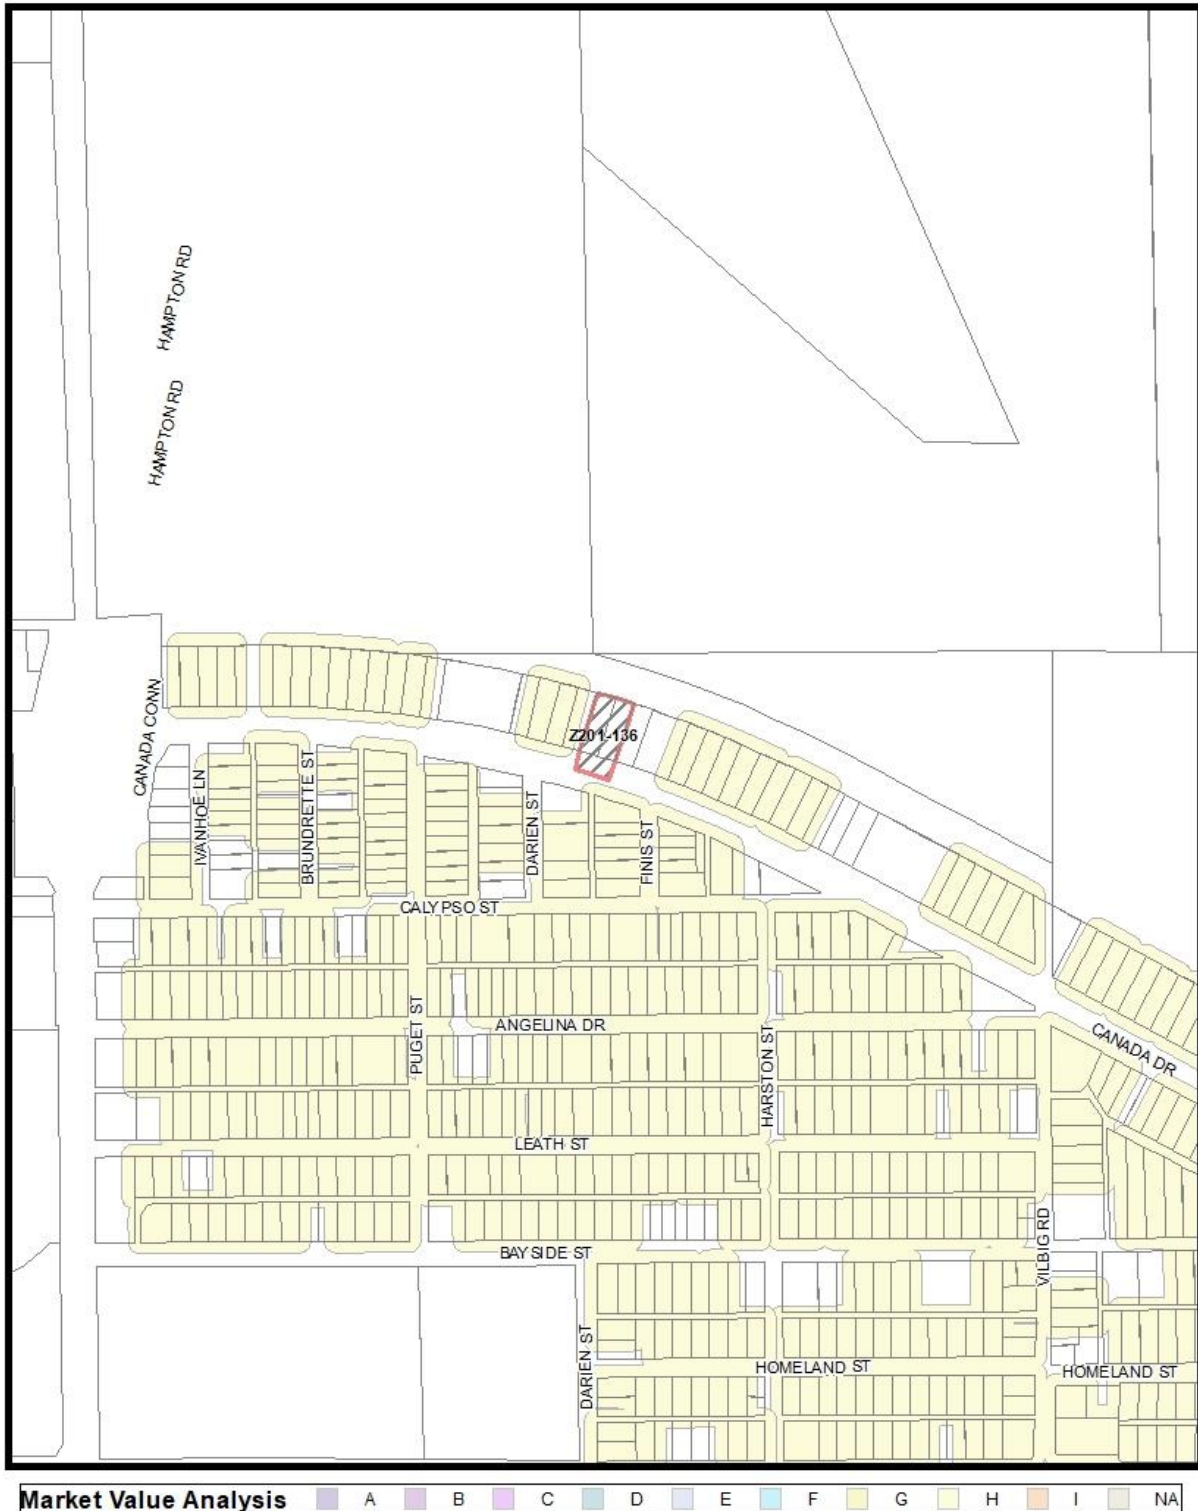 HAMPTON RD
HAMPTON RD
CANADA CONN
Z201-136
IVANHOE LN
BRUNDRETTE ST
DARIEN ST
FINIS ST
CALYPSO ST
PUGET ST
ANGELINA DR
HARSTON ST
CANADA DR
LEATH ST
VILBIG RD
BAYSIDE ST
DARIEN ST
HOMELAND ST
HOMELAND ST
Market Value Analysis A B C D E F G H I NA